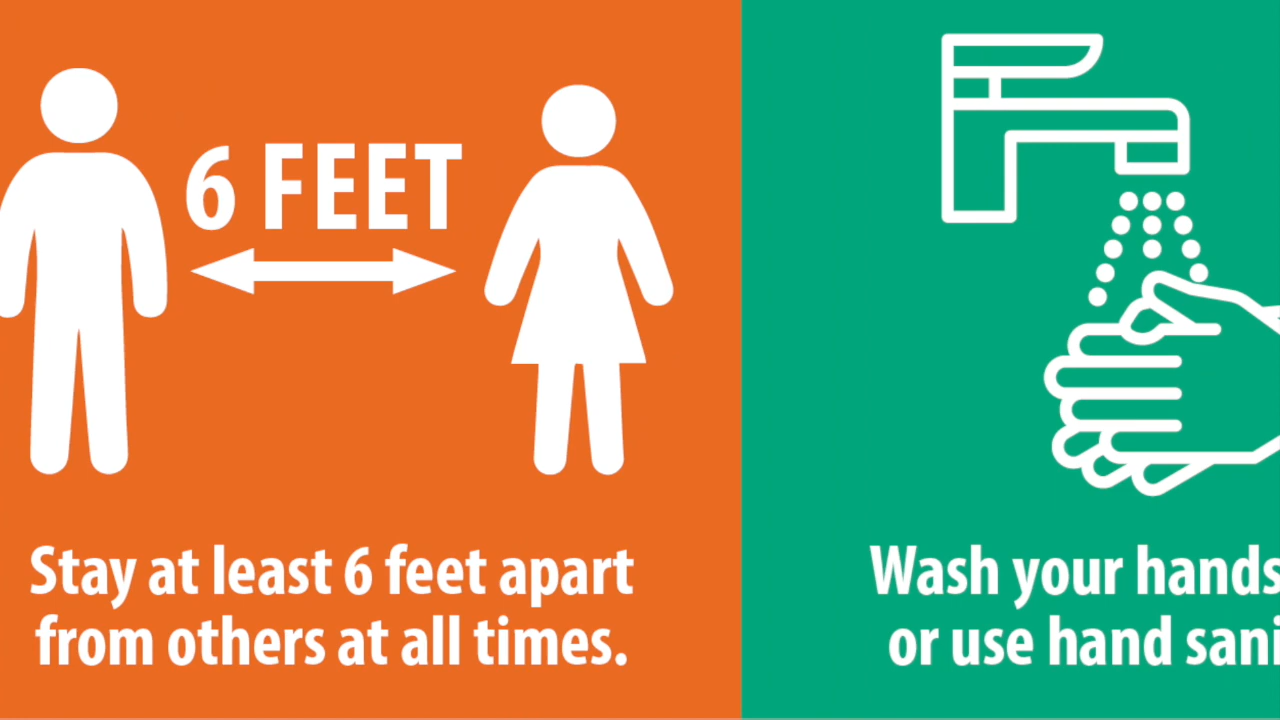 6 FEET
Stay at least 6 feet apart
from others at all times.
Wash your hands
or use hand sani